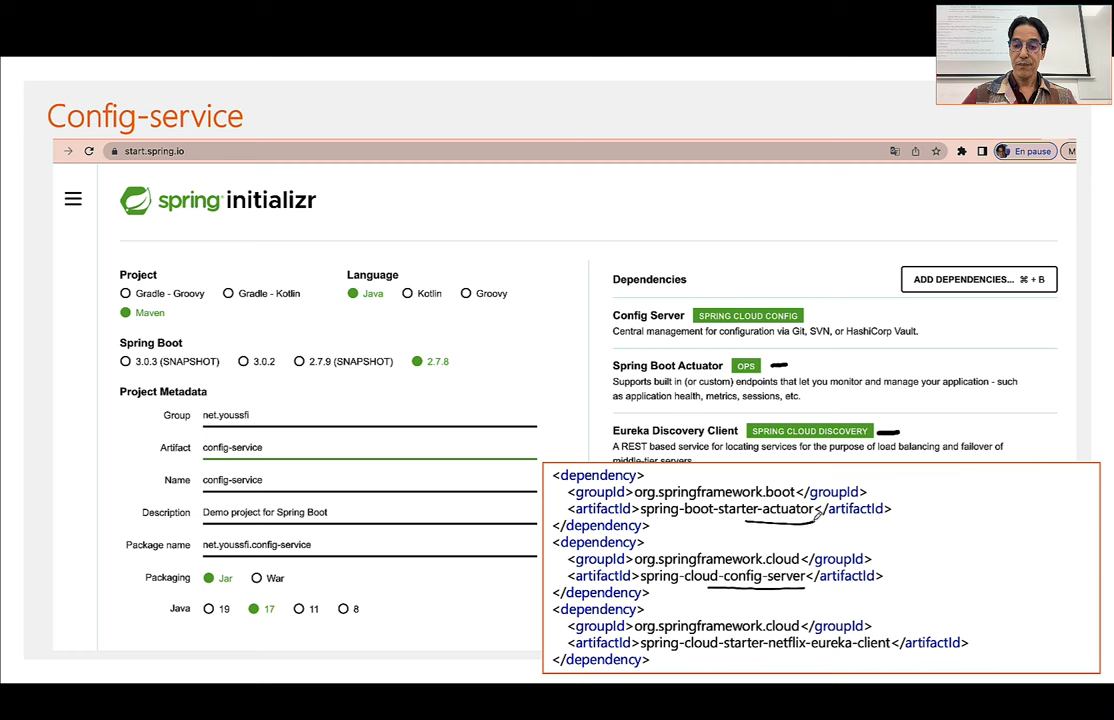 Config-service
start.spring.io
En pause
M
spring initializr
Project
Language
Gradle - Groovy
Gradle - Kotlin
Java
Kotlin
Groovy
Maven
Spring Boot
3.0.3 (SNAPSHOT)
3.0.2
2.7.9 (SNAPSHOT)
2.7.8
Project Metadata
Group
net.youssfi
Artifact
config-service
Name
config-service
Description
Demo project for Spring Boot
Package name
net.youssfi.config-service
Packaging
Jar
War
Java
19
17
11
8
Dependencies
ADD DEPENDENCIES... ⌘ + B
Config Server SPRING CLOUD CONFIG
Central management for configuration via Git, SVN, or HashiCorp Vault.
Spring Boot Actuator OPS
Supports built in (or custom) endpoints that let you monitor and manage your application - such
as application health, metrics, sessions, etc.
Eureka Discovery Client SPRING CLOUD DISCOVERY
A REST based service for locating services for the purpose of load balancing and failover of
middle-tier servers.
<dependency>
<groupId>org.springframework.boot</groupId>
<artifactId>spring-boot-starter-actuator</artifactId>
</dependency>
<dependency>
<groupId>org.springframework.cloud</groupId>
<artifactId>spring-cloud-config-server</artifactId>
</dependency>
<dependency>
<groupId>org.springframework.cloud</groupId>
<artifactId>spring-cloud-starter-netflix-eureka-client</artifactId>
</dependency>